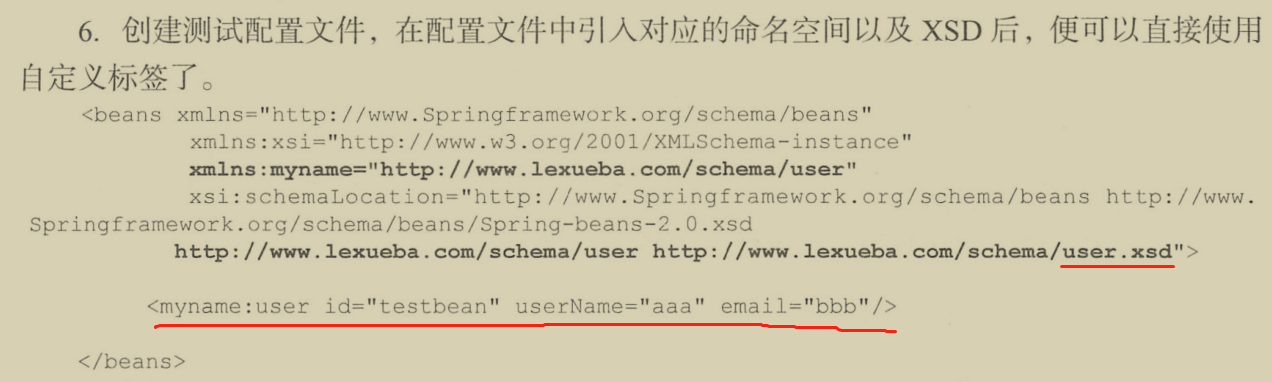 6. 创建测试配置文件，在配置文件中引入对应的命名空间以及 XSD 后，便可以直接使用
自定义标签了。
<beans xmlns="http://www.Springframework.org/schema/beans"
xmlns:xsi="http://www.w3.org/2001/XMLSchema-instance"
xmlns:myname="http://www.lexueba.com/schema/user"
xsi:schemaLocation="http://www.Springframework.org/schema/beans http://www.
Springframework.org/schema/beans/Spring-beans-2.0.xsd
http://www.lexueba.com/schema/user http://www.lexueba.com/schema/user.xsd">
<myname:user id="testbean" userName="aaa" email="bbb"/>
</beans>